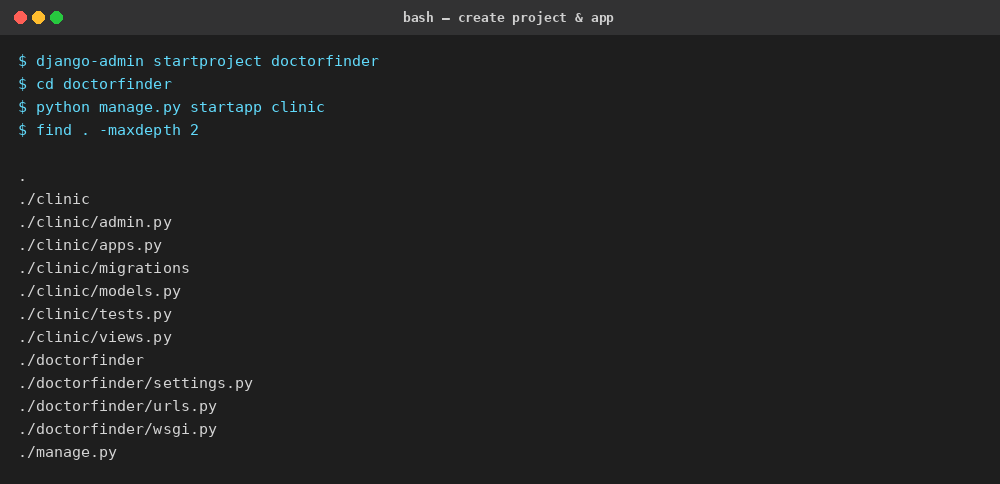 bash — create project & app
$ django-admin startproject doctorfinder
$ cd doctorfinder
$ python manage.py startapp clinic
$ find . -maxdepth 2
.
./clinic
./clinic/admin.py
./clinic/apps.py
./clinic/migrations
./clinic/models.py
./clinic/tests.py
./clinic/views.py
./doctorfinder
./doctorfinder/settings.py
./doctorfinder/urls.py
./doctorfinder/wsgi.py
./manage.py